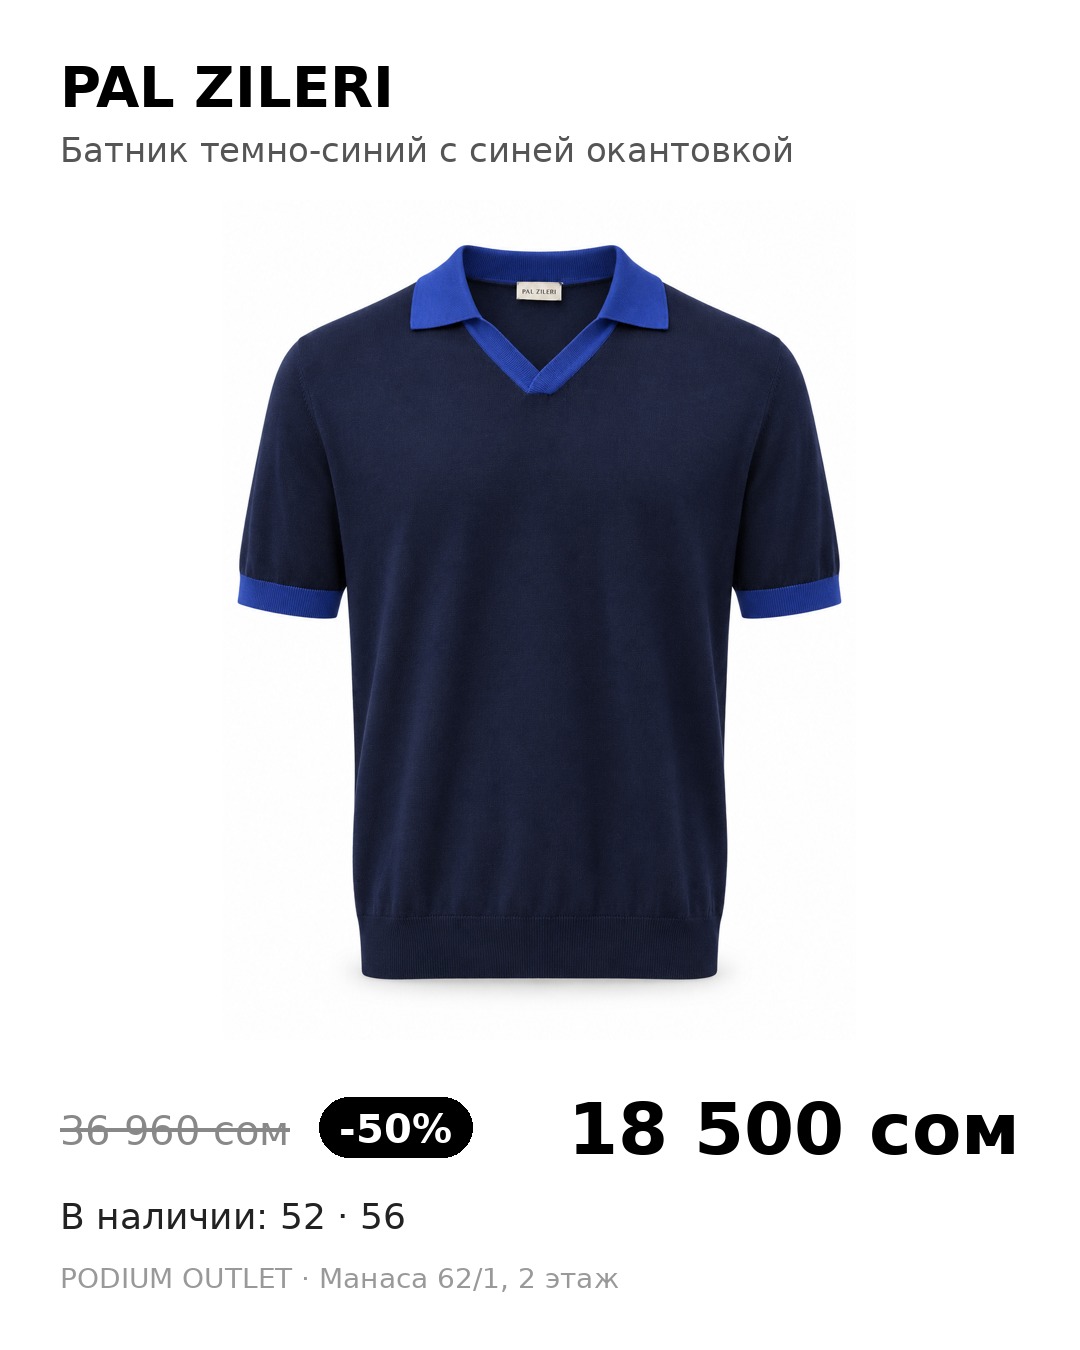 PAL ZILERI
Батник темно-синий с синей окантовкой
PAL ZILERI
36 960 сом -50% 18 500 сом
В наличии: 52 · 56
PODIUM OUTLET · Манаса 62/1, 2 этаж